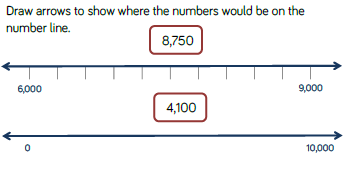 Draw arrows to show where the numbers would be on the
number line.
8,750
6,000 9,000
4,100
0 10,000